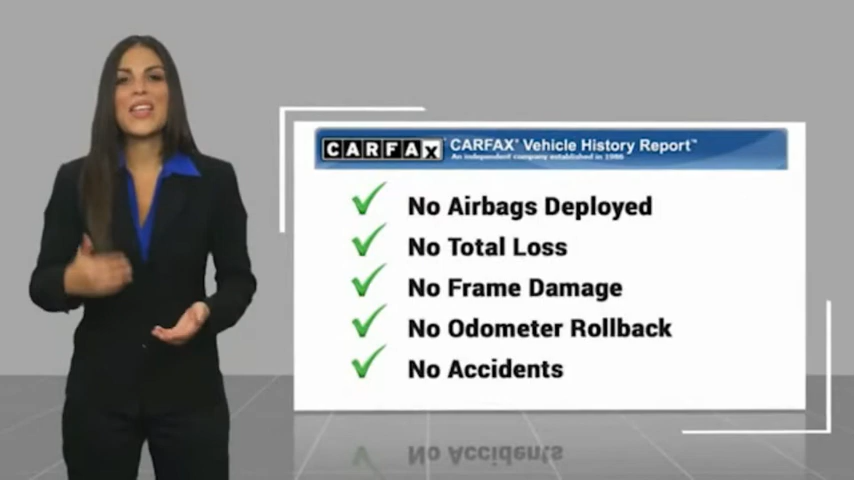 CARFAX
CARFAX® Vehicle History Report™
An independent company established in 1986
No Airbags Deployed
No Total Loss
No Frame Damage
No Odometer Rollback
No Accidents
No Accidents